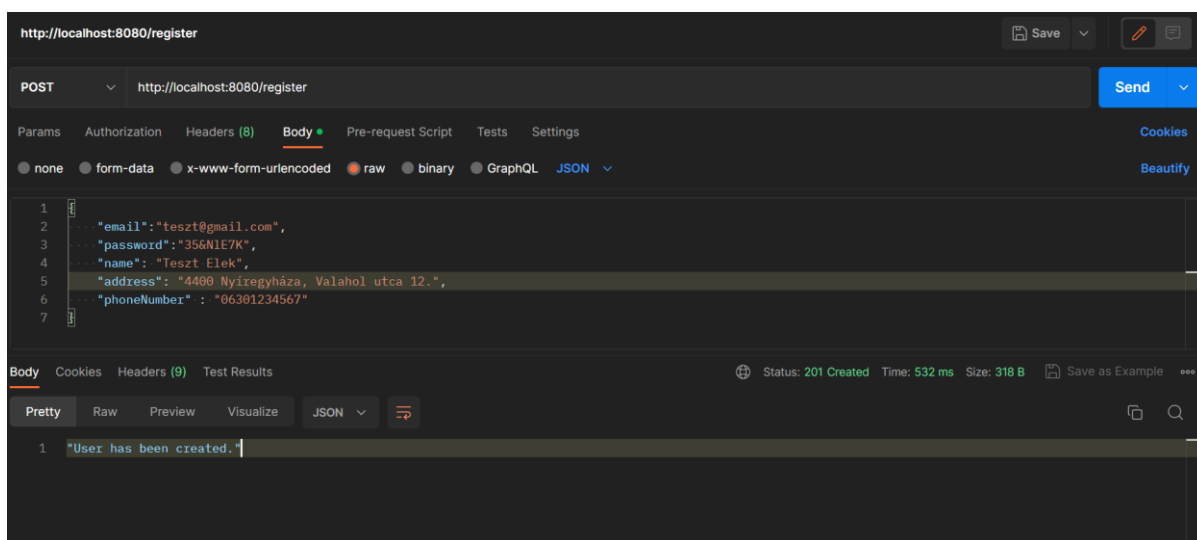 http://localhost:8080/register
Save
POST http://localhost:8080/register Send
Params Authorization Headers (8) Body Pre-request Script Tests Settings Cookies
none form-data x-www-form-urlencoded raw binary GraphQL JSON Beautify
1 {
2 "email":"teszt@gmail.com",
3 "password":"35&NlE7K",
4 "name": "Teszt Elek",
5 "address": "4400 Nyíregyháza, Valahol utca 12.",
6 "phoneNumber" : "06301234567"
7 }
Body Cookies Headers (9) Test Results Status: 201 Created Time: 532 ms Size: 318 B Save as Example
Pretty Raw Preview Visualize JSON
1 "User has been created."